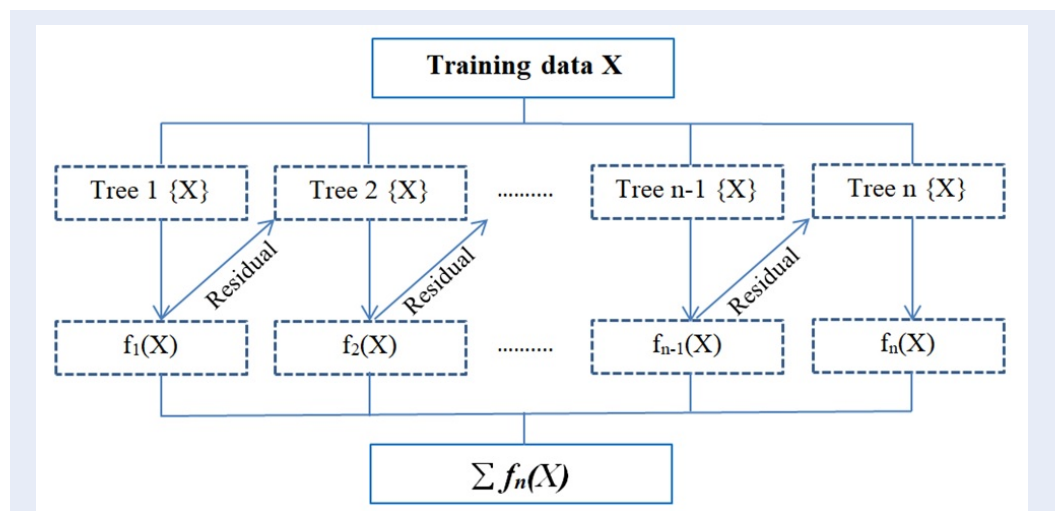 Training data X
Tree 1 {X} Tree 2 {X} .......... Tree n-1 {X} Tree n {X}
Residual Residual Residual
f₁(X) f₂(X) .......... fₙ₋₁(X) fₙ(X)
∑ fₙ(X)